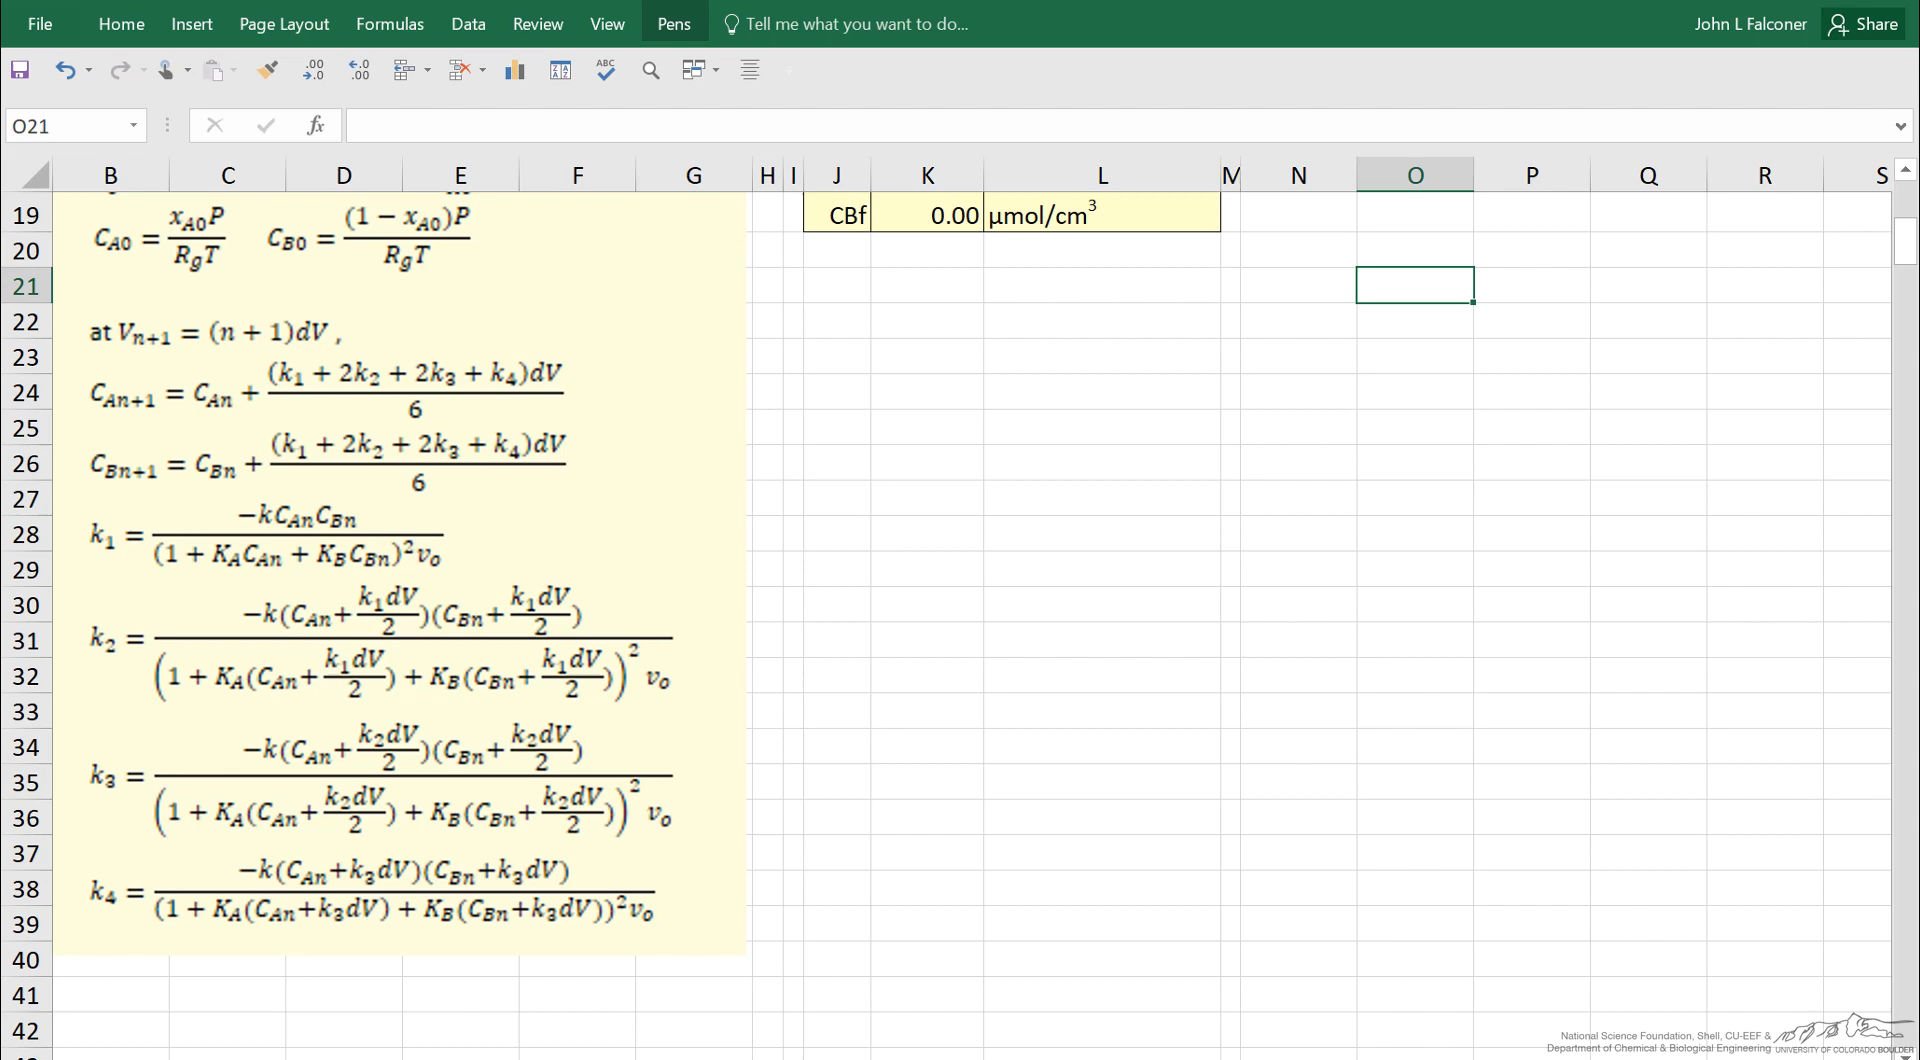 File Home Insert Page Layout Formulas Data Review View Pens Tell me what you want to do... John L Falconer Share
O21 fx
B C D E F G H I J K L M N O P Q R S
19 CBf 0.00 µmol/cm³
20
21
22
23
24
25
26
27
28
29
30
31
32
33
34
35
36
37
38
39
40
41
42
C_A0 = x_A0 P / R_g T C_B0 = (1 − x_A0)P / R_g T
at V_n+1 = (n + 1)dV ,
C_An+1 = C_An + (k₁ + 2k₂ + 2k₃ + k₄)dV / 6
C_Bn+1 = C_Bn + (k₁ + 2k₂ + 2k₃ + k₄)dV / 6
k₁ = −kC_An C_Bn / (1 + K_A C_An + K_B C_Bn)² v_o
k₂ = −k(C_An + k₁dV/2)(C_Bn + k₁dV/2) / (1 + K_A(C_An + k₁dV/2) + K_B(C_Bn + k₁dV/2))² v_o
k₃ = −k(C_An + k₂dV/2)(C_Bn + k₂dV/2) / (1 + K_A(C_An + k₂dV/2) + K_B(C_Bn + k₂dV/2))² v_o
k₄ = −k(C_An + k₃dV)(C_Bn + k₃dV) / (1 + K_A(C_An + k₃dV) + K_B(C_Bn + k₃dV))² v_o
National Science Foundation, Shell, CU-EEF &
Department of Chemical & Biological Engineering UNIVERSITY OF COLORADO BOULDER